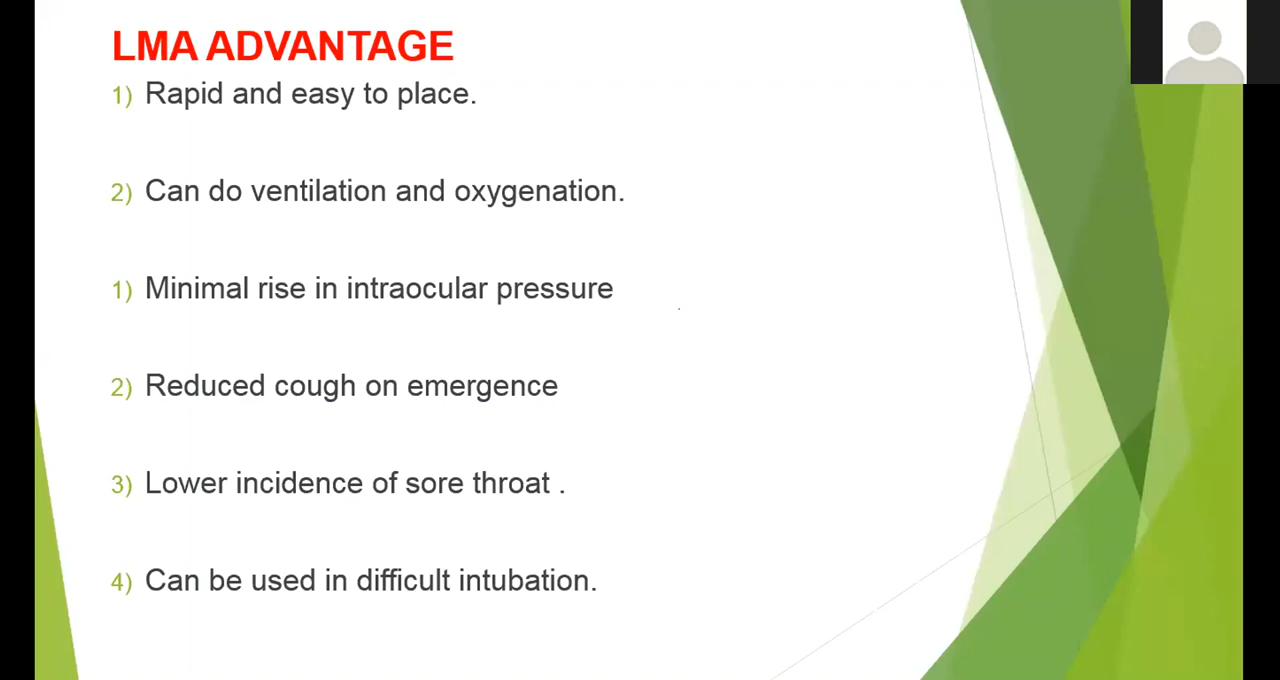 LMA ADVANTAGE
1) Rapid and easy to place.
2) Can do ventilation and oxygenation.
1) Minimal rise in intraocular pressure
2) Reduced cough on emergence
3) Lower incidence of sore throat .
4) Can be used in difficult intubation.